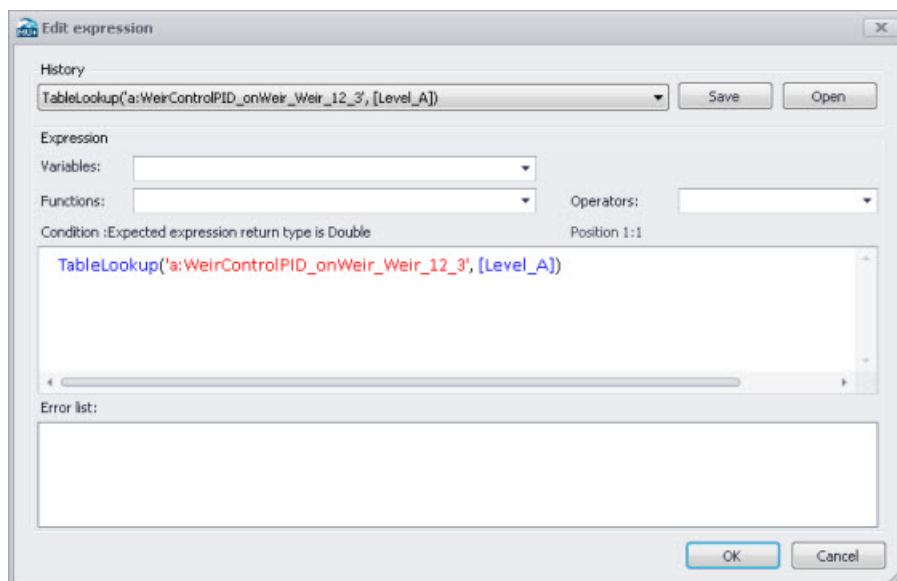 Edit expression
History
TableLookup('a:WeirControlPID_onWeir_Weir_12_3', [Level_A])
Save
Open
Expression
Variables:
Functions:
Operators:
Condition :Expected expression return type is Double
Position 1:1
TableLookup('a:WeirControlPID_onWeir_Weir_12_3', [Level_A])
Error list:
OK
Cancel